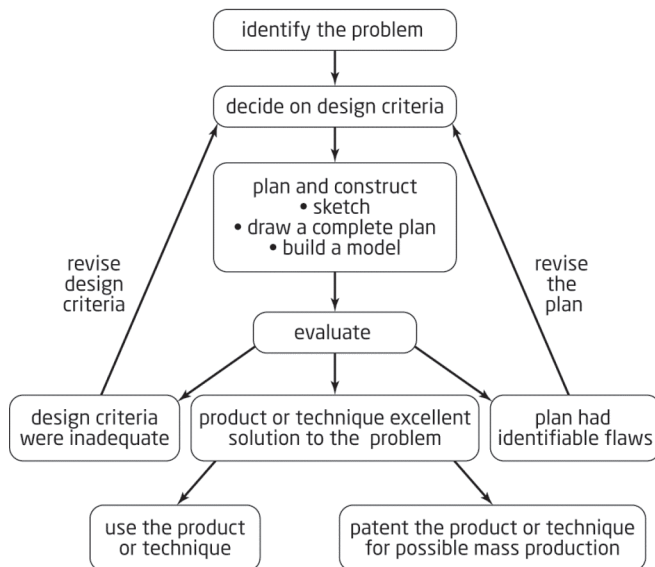 identify the problem
decide on design criteria
plan and construct
• sketch
• draw a complete plan
• build a model
revise
design
criteria
revise
the
plan
evaluate
design criteria
were inadequate
product or technique excellent
solution to the problem
plan had
identifiable flaws
use the product
or technique
patent the product or technique
for possible mass production